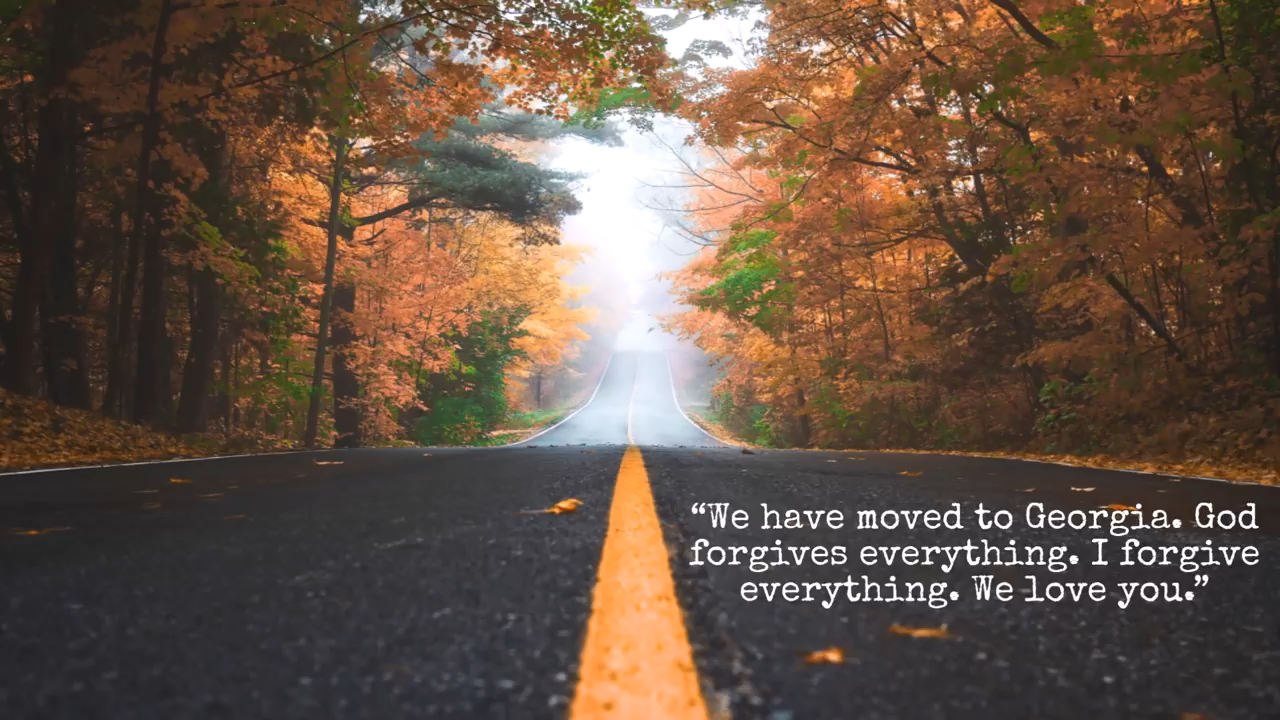 “We have moved to Georgia. God
forgives everything. I forgive
everything. We love you.”